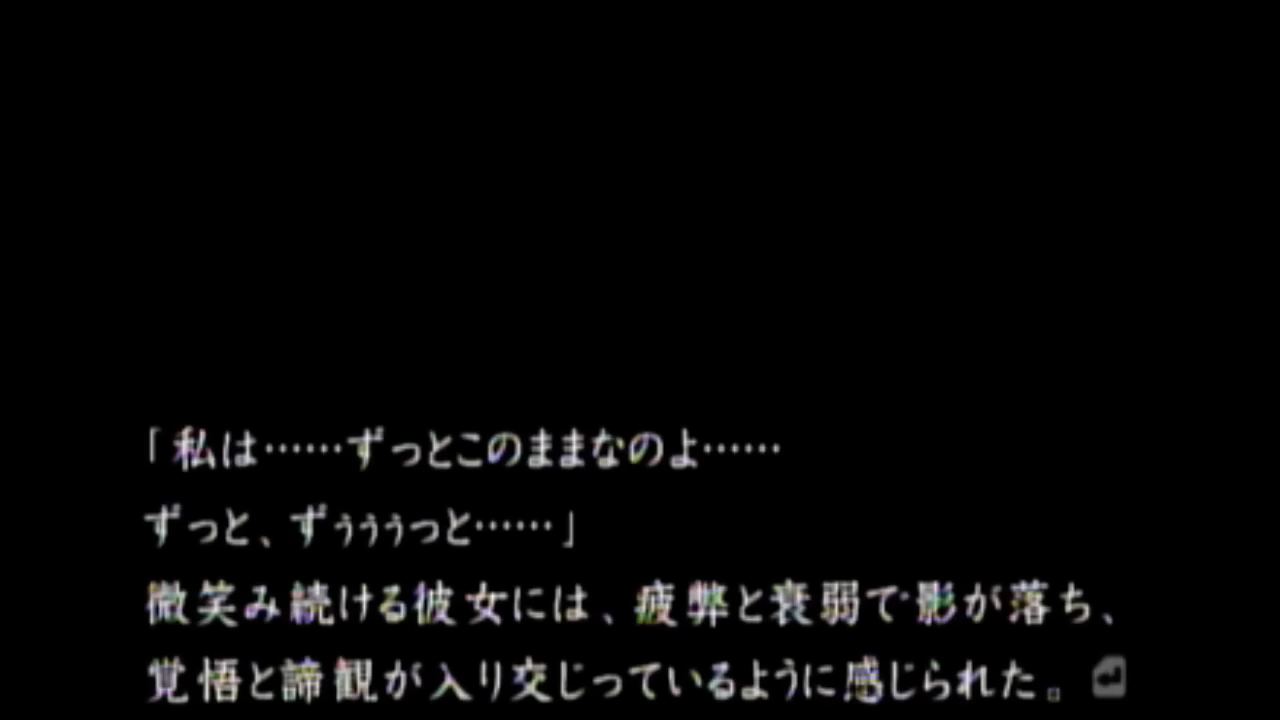 「私は……ずっとこのままなのよ……
ずっと、ずぅぅぅっと……」
微笑み続ける彼女には、疲弊と衰弱で影が落ち、
覚悟と諦観が入り交じっているように感じられた。